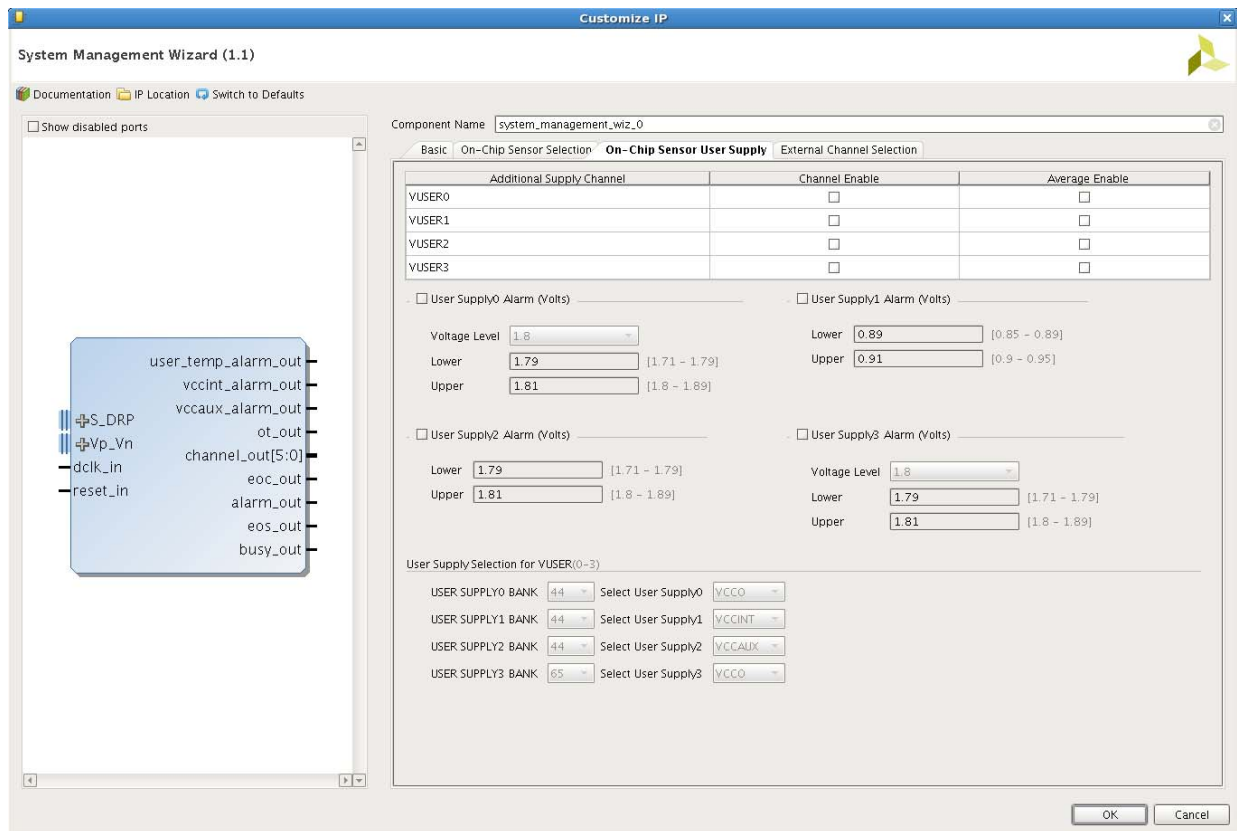 Customize IP
System Management Wizard (1.1)
Documentation IP Location Switch to Defaults
Show disabled ports
Component Name system_management_wiz_0
Basic On-Chip Sensor Selection On-Chip Sensor User Supply External Channel Selection
Additional Supply Channel Channel Enable Average Enable
VUSER0
VUSER1
VUSER2
VUSER3
User Supply0 Alarm (Volts)
Voltage Level 1.8
Lower 1.79 [1.71 - 1.79]
Upper 1.81 [1.8 - 1.89]
User Supply1 Alarm (Volts)
Lower 0.89 [0.85 - 0.89]
Upper 0.91 [0.9 - 0.95]
User Supply2 Alarm (Volts)
Lower 1.79 [1.71 - 1.79]
Upper 1.81 [1.8 - 1.89]
User Supply3 Alarm (Volts)
Voltage Level 1.8
Lower 1.79 [1.71 - 1.79]
Upper 1.81 [1.8 - 1.89]
User Supply Selection for VUSER(0-3)
USER SUPPLY0 BANK 44 Select User Supply0 VCCO
USER SUPPLY1 BANK 44 Select User Supply1 VCCINT
USER SUPPLY2 BANK 44 Select User Supply2 VCCAUX
USER SUPPLY3 BANK 65 Select User Supply3 VCCO
S_DRP
Vp_Vn
dclk_in
reset_in
user_temp_alarm_out
vccint_alarm_out
vccaux_alarm_out
ot_out
channel_out[5:0]
eoc_out
alarm_out
eos_out
busy_out
OK Cancel